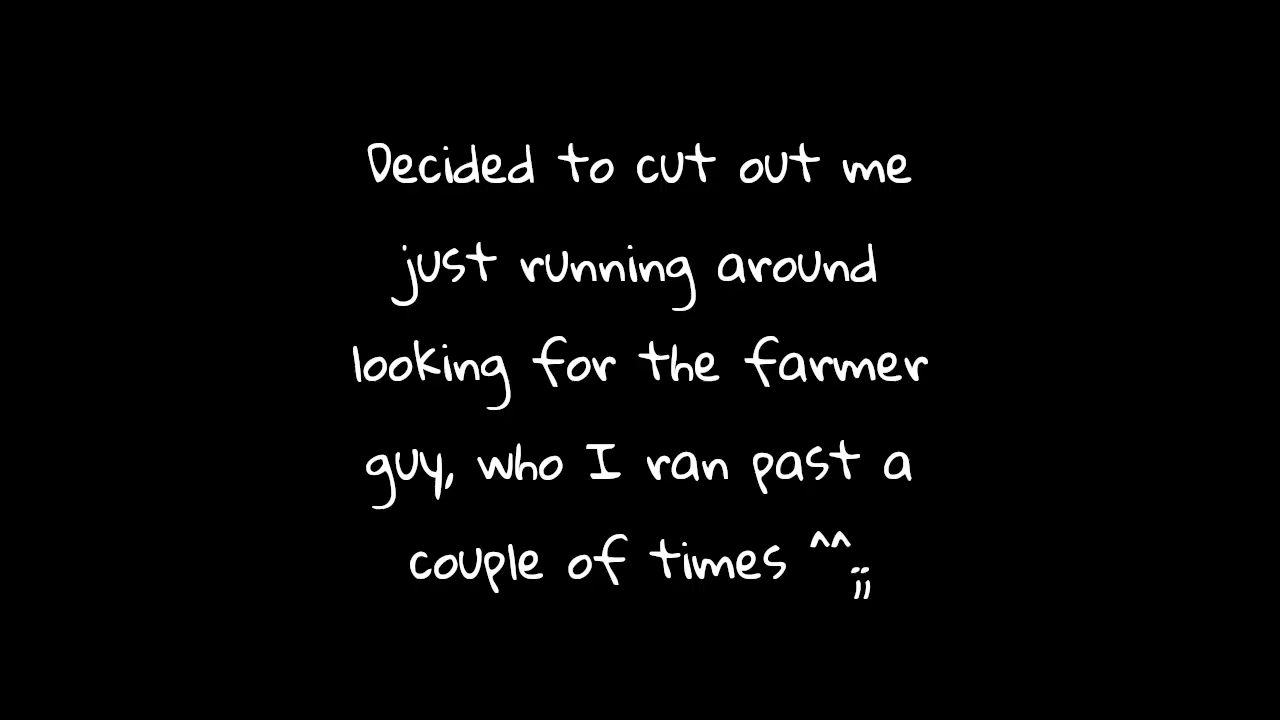 Decided to cut out me
just running around
looking for the farmer
guy, who I ran past a
couple of times ^^;;